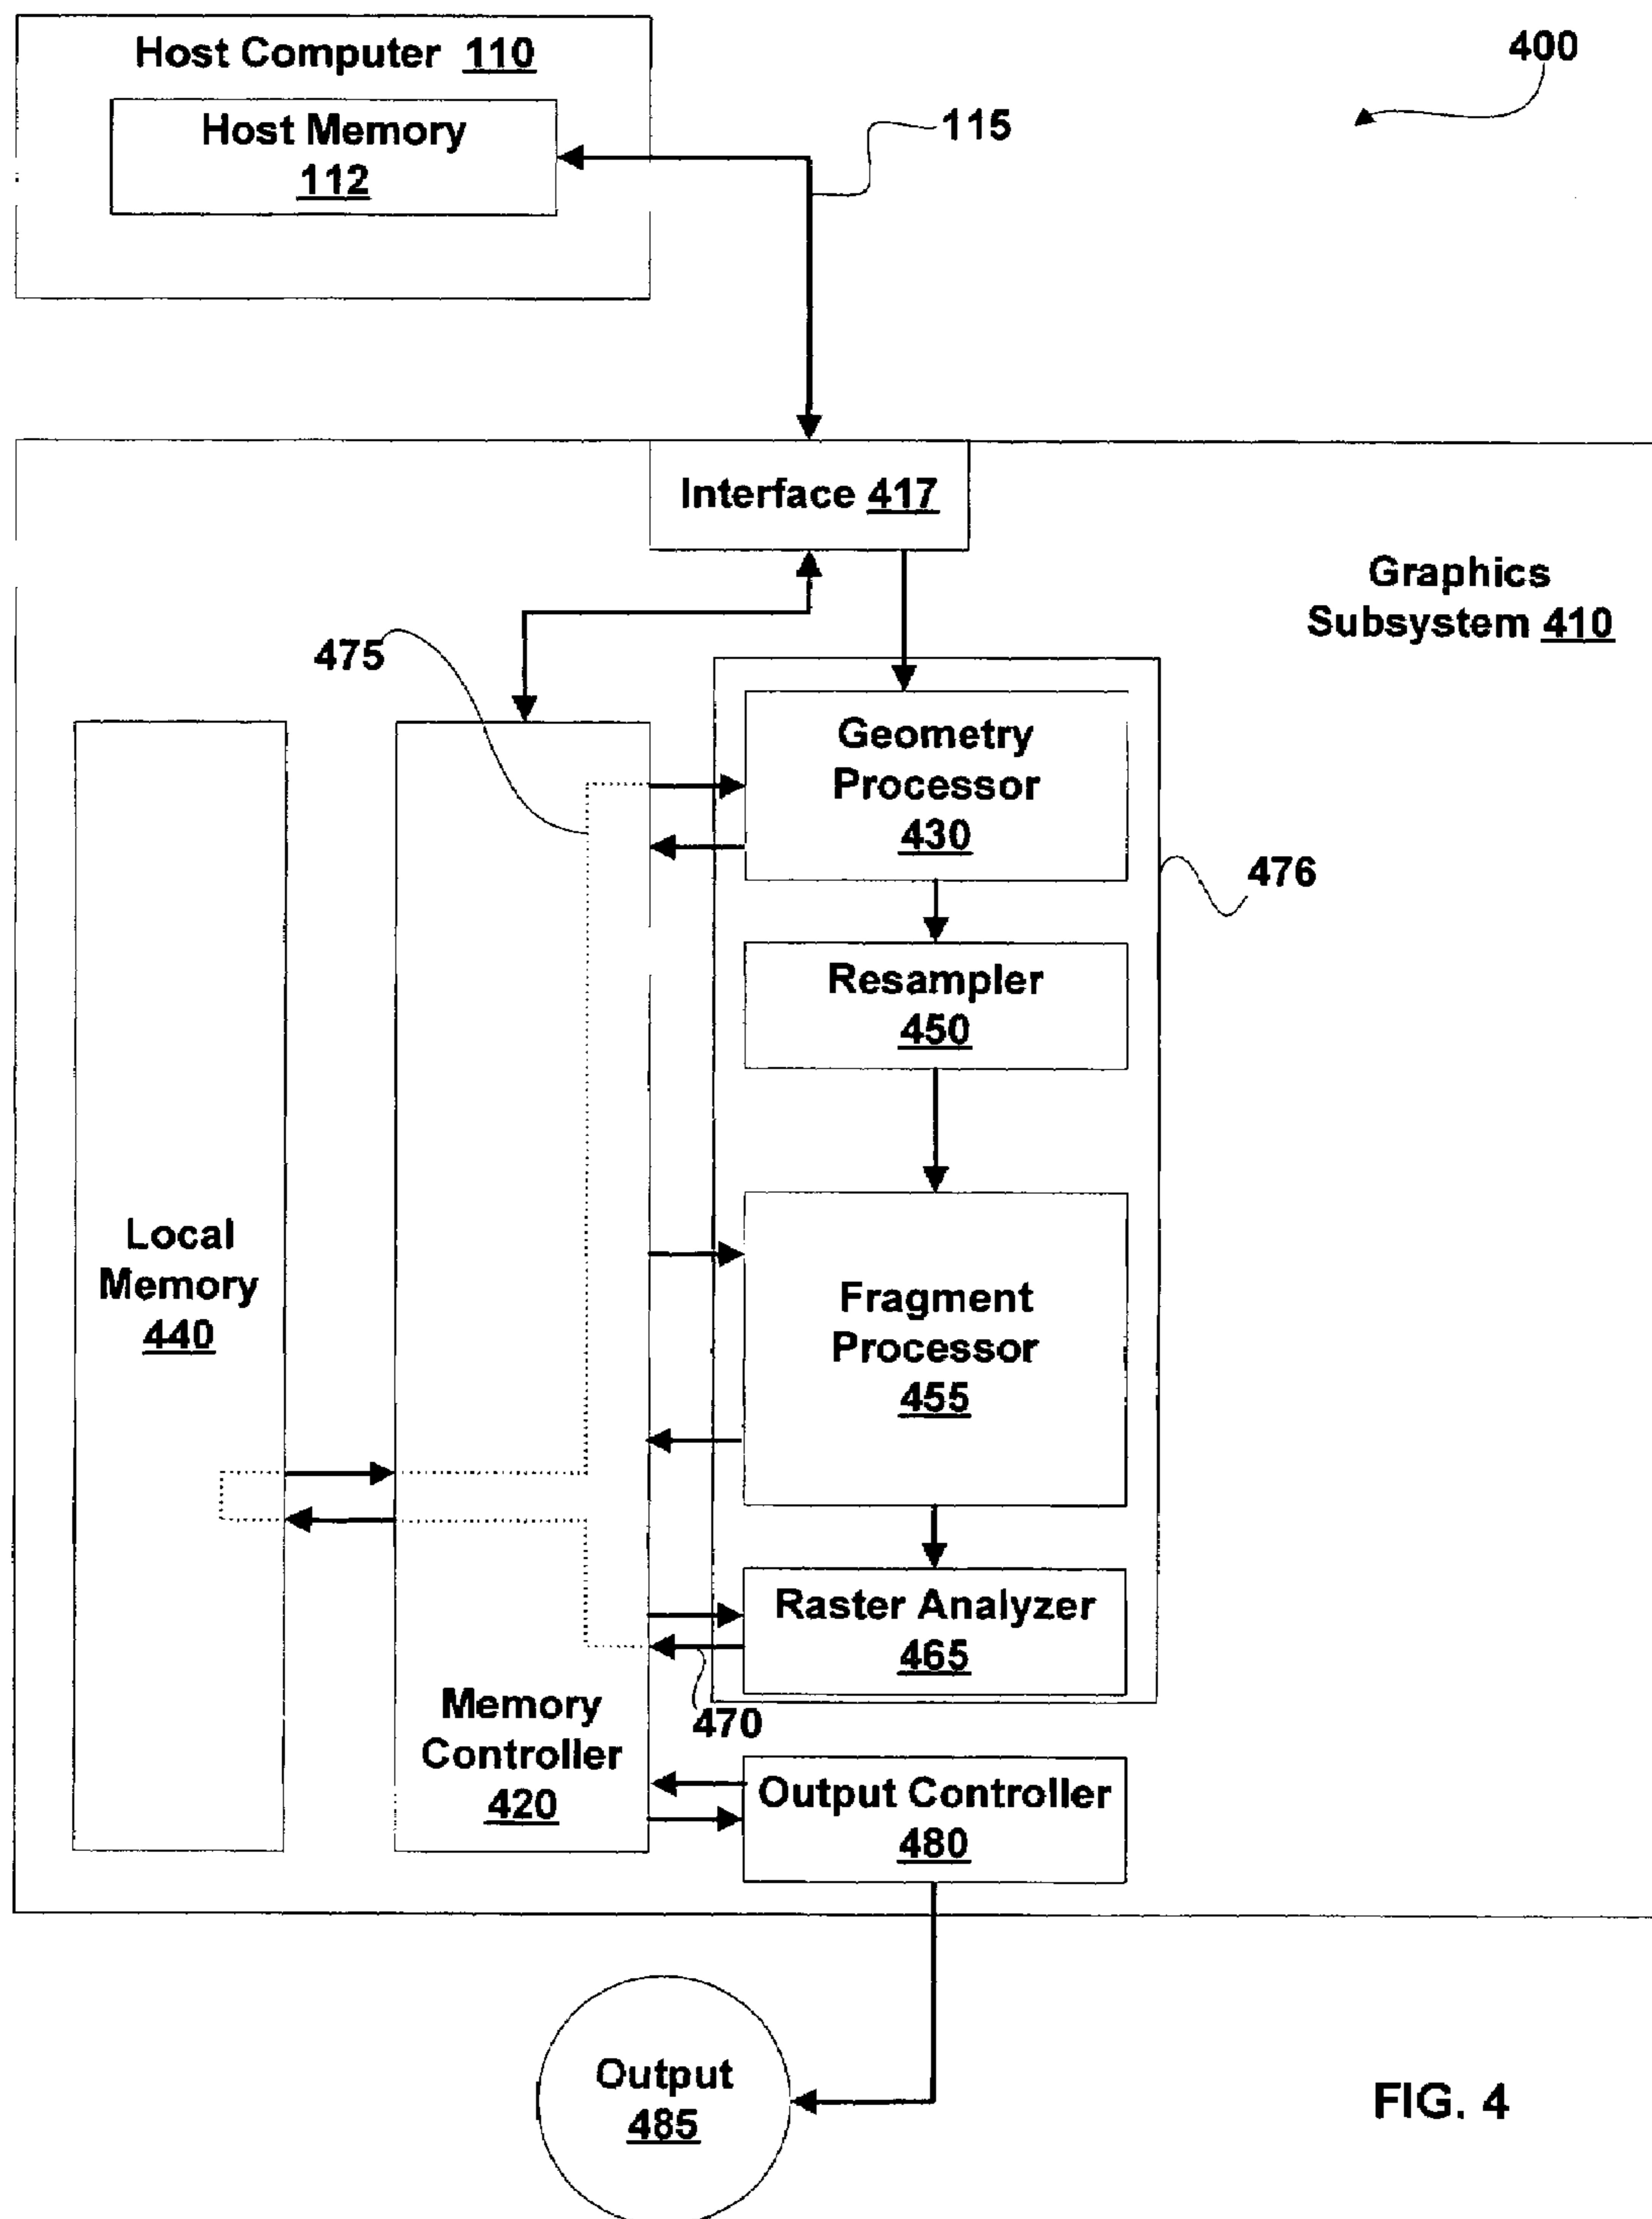 Host Computer 110
400
Host Memory
112
115
Interface 417
Graphics
Subsystem 410
475
Geometry
Processor
430
476
Resampler
450
Local
Memory
440
Fragment
Processor
455
Raster Analyzer
465
470
Memory
Controller
420
Output Controller
480
Output
485
FIG. 4